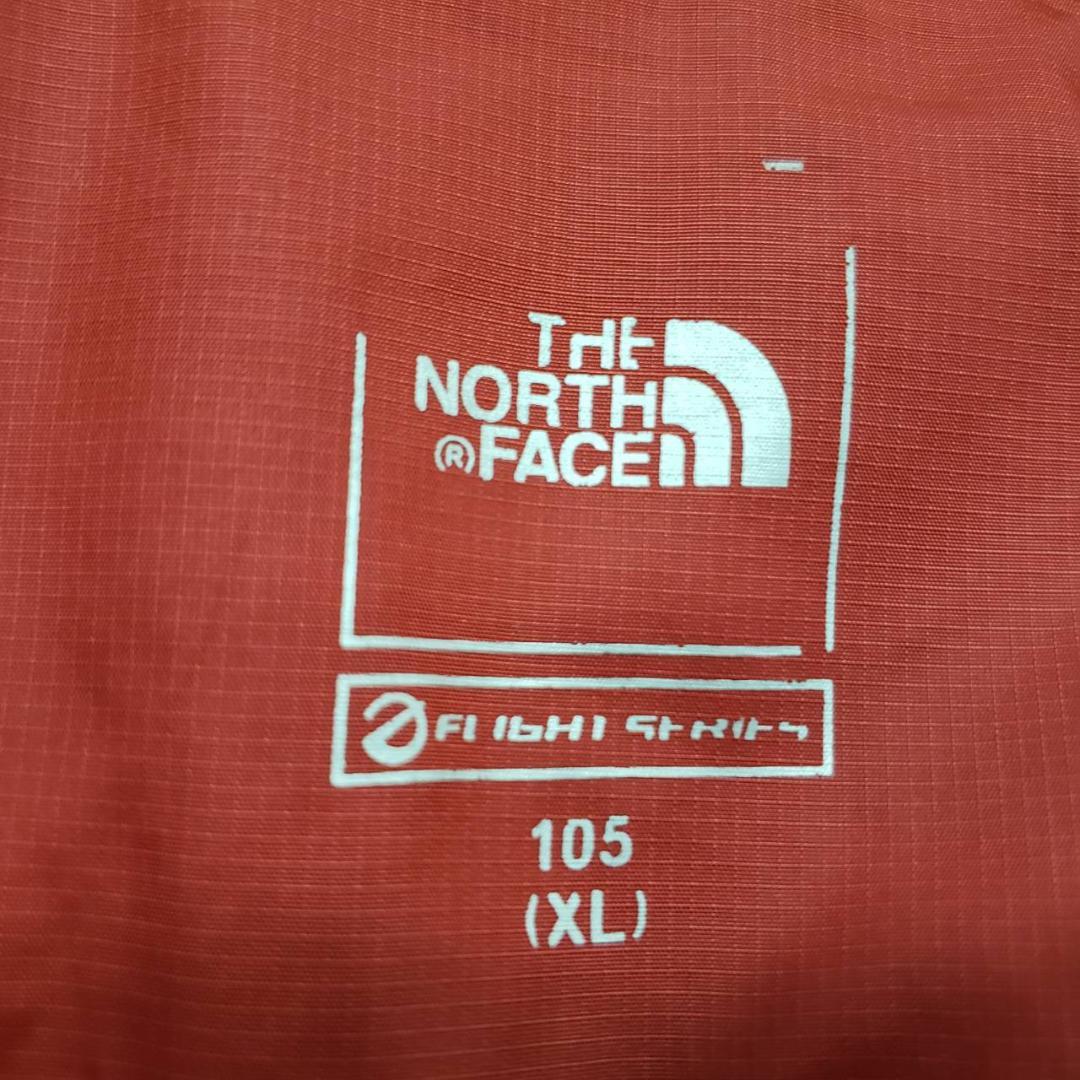 THE
NORTH
®FACE
FLIGHT SERIES
105
(XL)